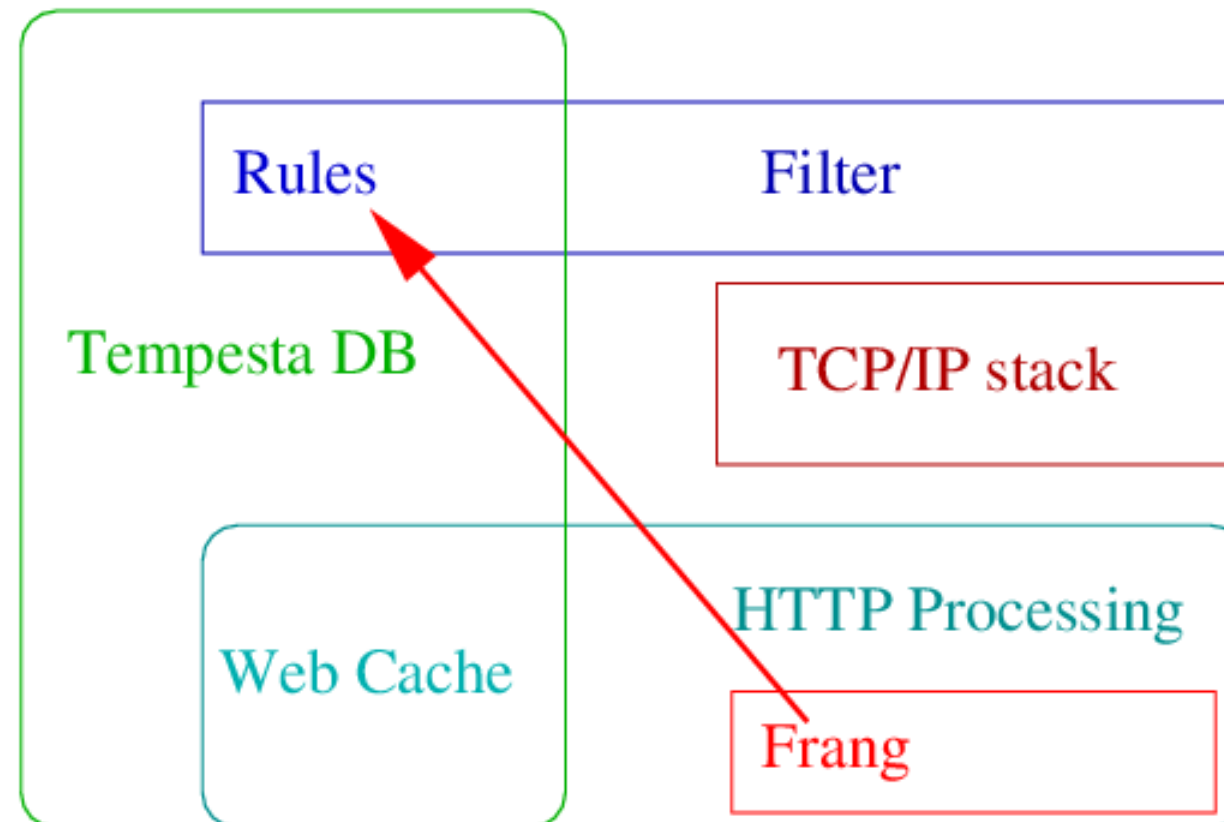 Rules
Filter
Tempesta DB
TCP/IP stack
HTTP Processing
Web Cache
Frang